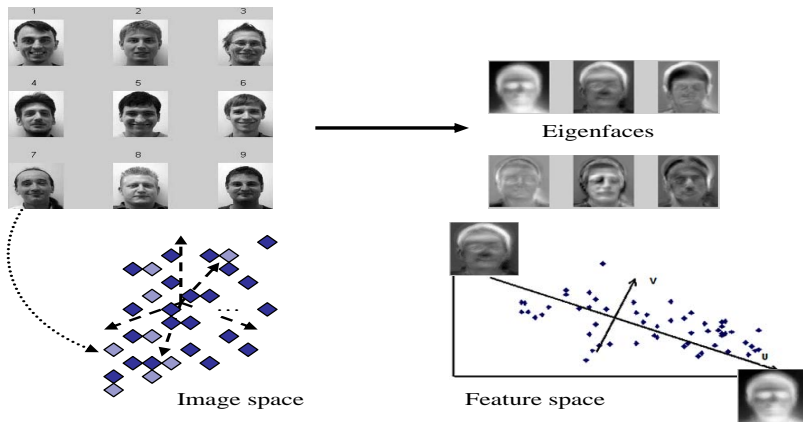 1 2 3
4 5 6
7 8 9
Eigenfaces
...
V
U
Image space
Feature space